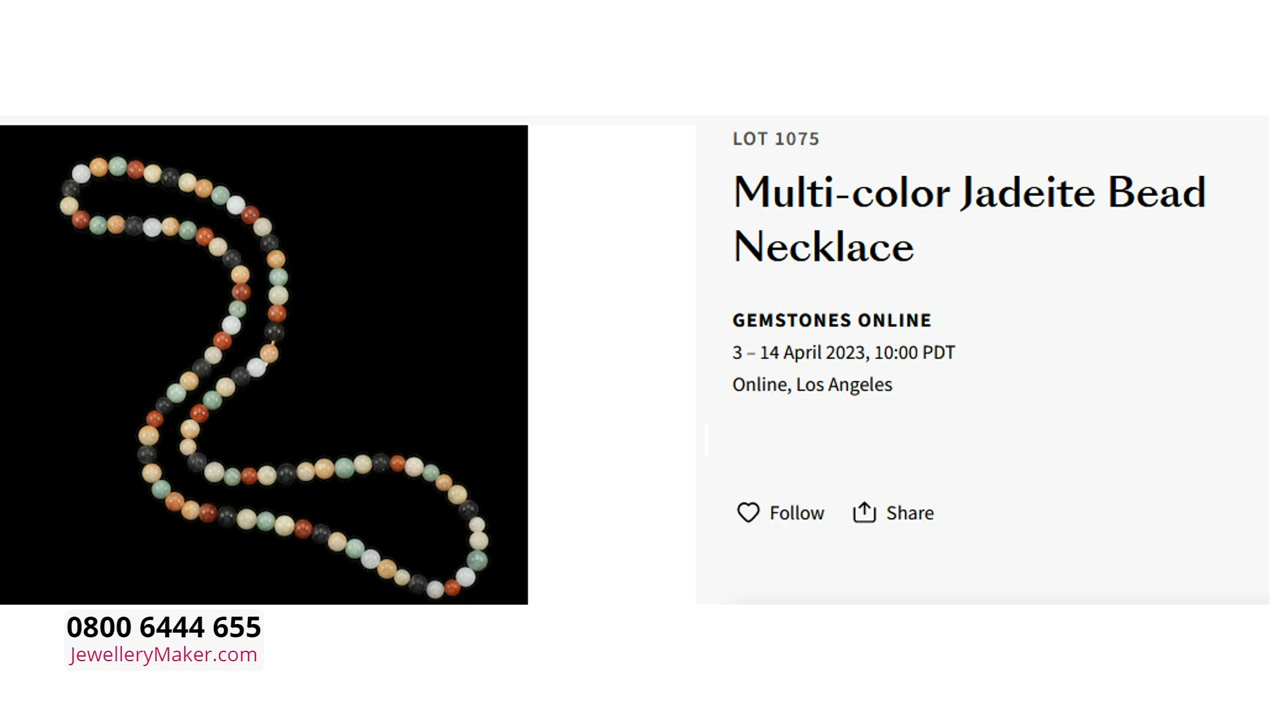 LOT 1075
Multi-color Jadeite Bead
Necklace
GEMSTONES ONLINE
3 – 14 April 2023, 10:00 PDT
Online, Los Angeles
Follow Share
0800 6444 655
JewelleryMaker.com